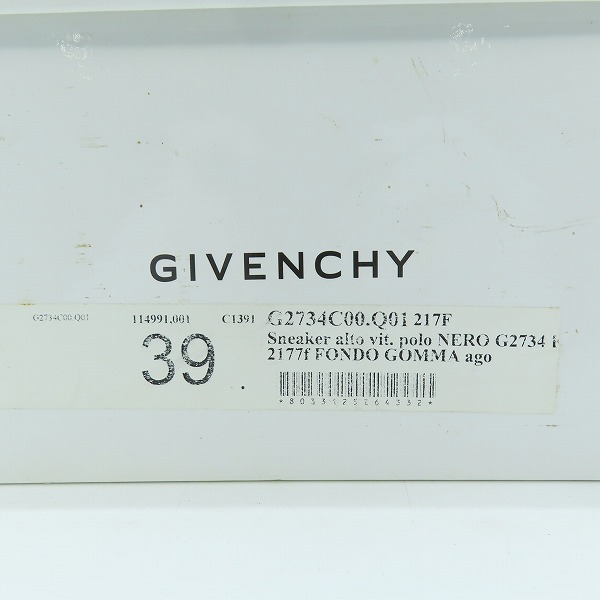 GIVENCHY
G2734C00.Q01 114991,001 C1391 G2734C00.Q01 217F
39
Sneaker alto vit. polo NERO G2734
2177f FONDO GOMMA ago
*8033125264332*